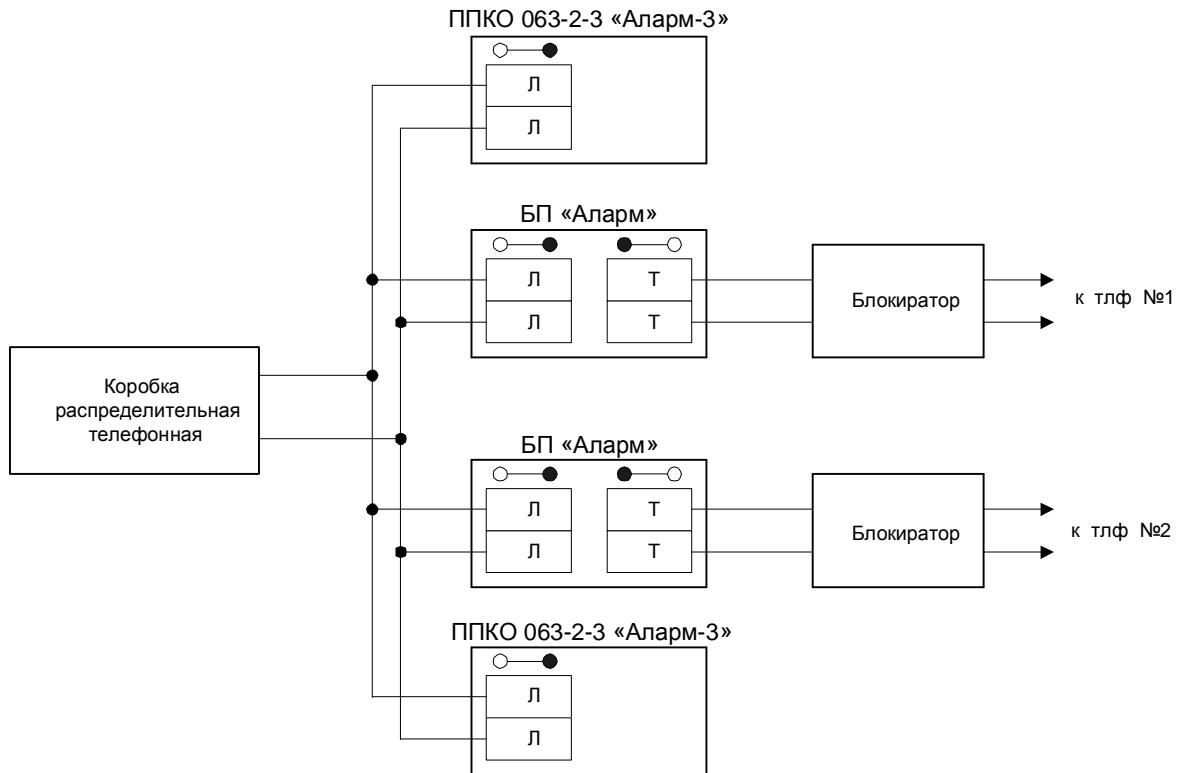 ППКО 063-2-3 «Аларм-3»
Л
Л
БП «Аларм»
Л Т
Л Т
Блокиратор
к тлф №1
Коробка
распределительная
телефонная
БП «Аларм»
Л Т
Л Т
Блокиратор
к тлф №2
ППКО 063-2-3 «Аларм-3»
Л
Л